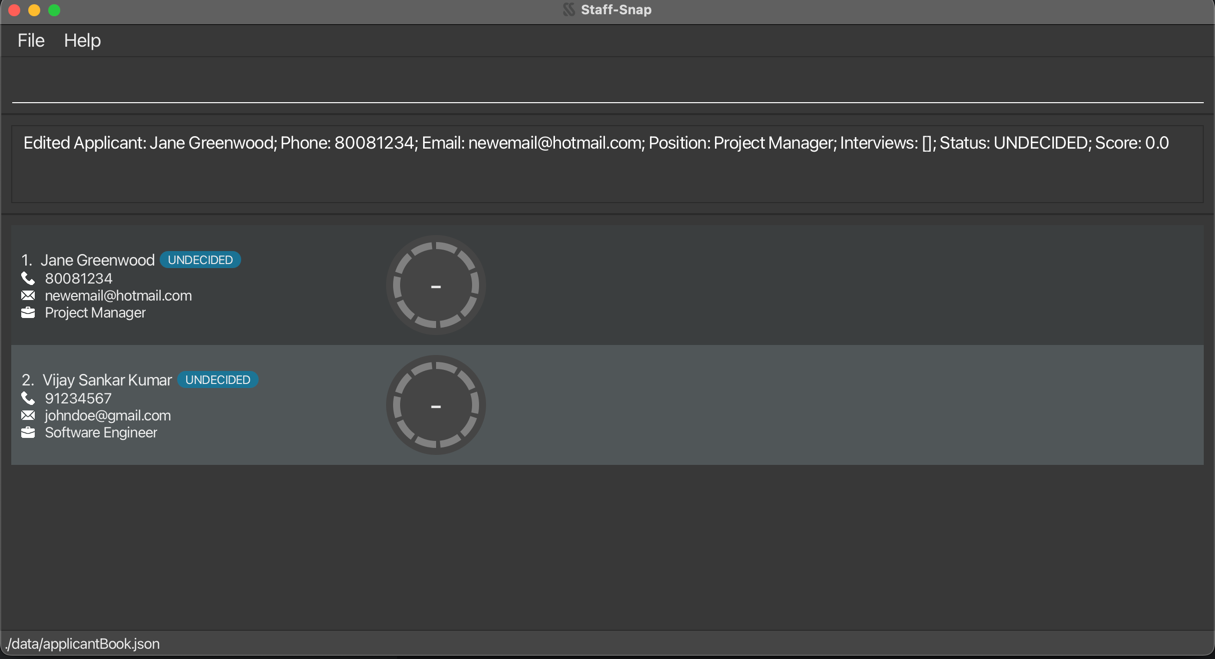 Staff-Snap
File Help
Edited Applicant: Jane Greenwood; Phone: 80081234; Email: newemail@hotmail.com; Position: Project Manager; Interviews: []; Status: UNDECIDED; Score: 0.0
1. Jane Greenwood UNDECIDED
80081234
newemail@hotmail.com
Project Manager
-
2. Vijay Sankar Kumar UNDECIDED
91234567
johndoe@gmail.com
Software Engineer
-
./data/applicantBook.json